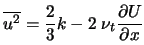 $\overline{u^2} = \frac{2}{3}k - 2\,\nu_t \frac{\partial U}{\partial x}$